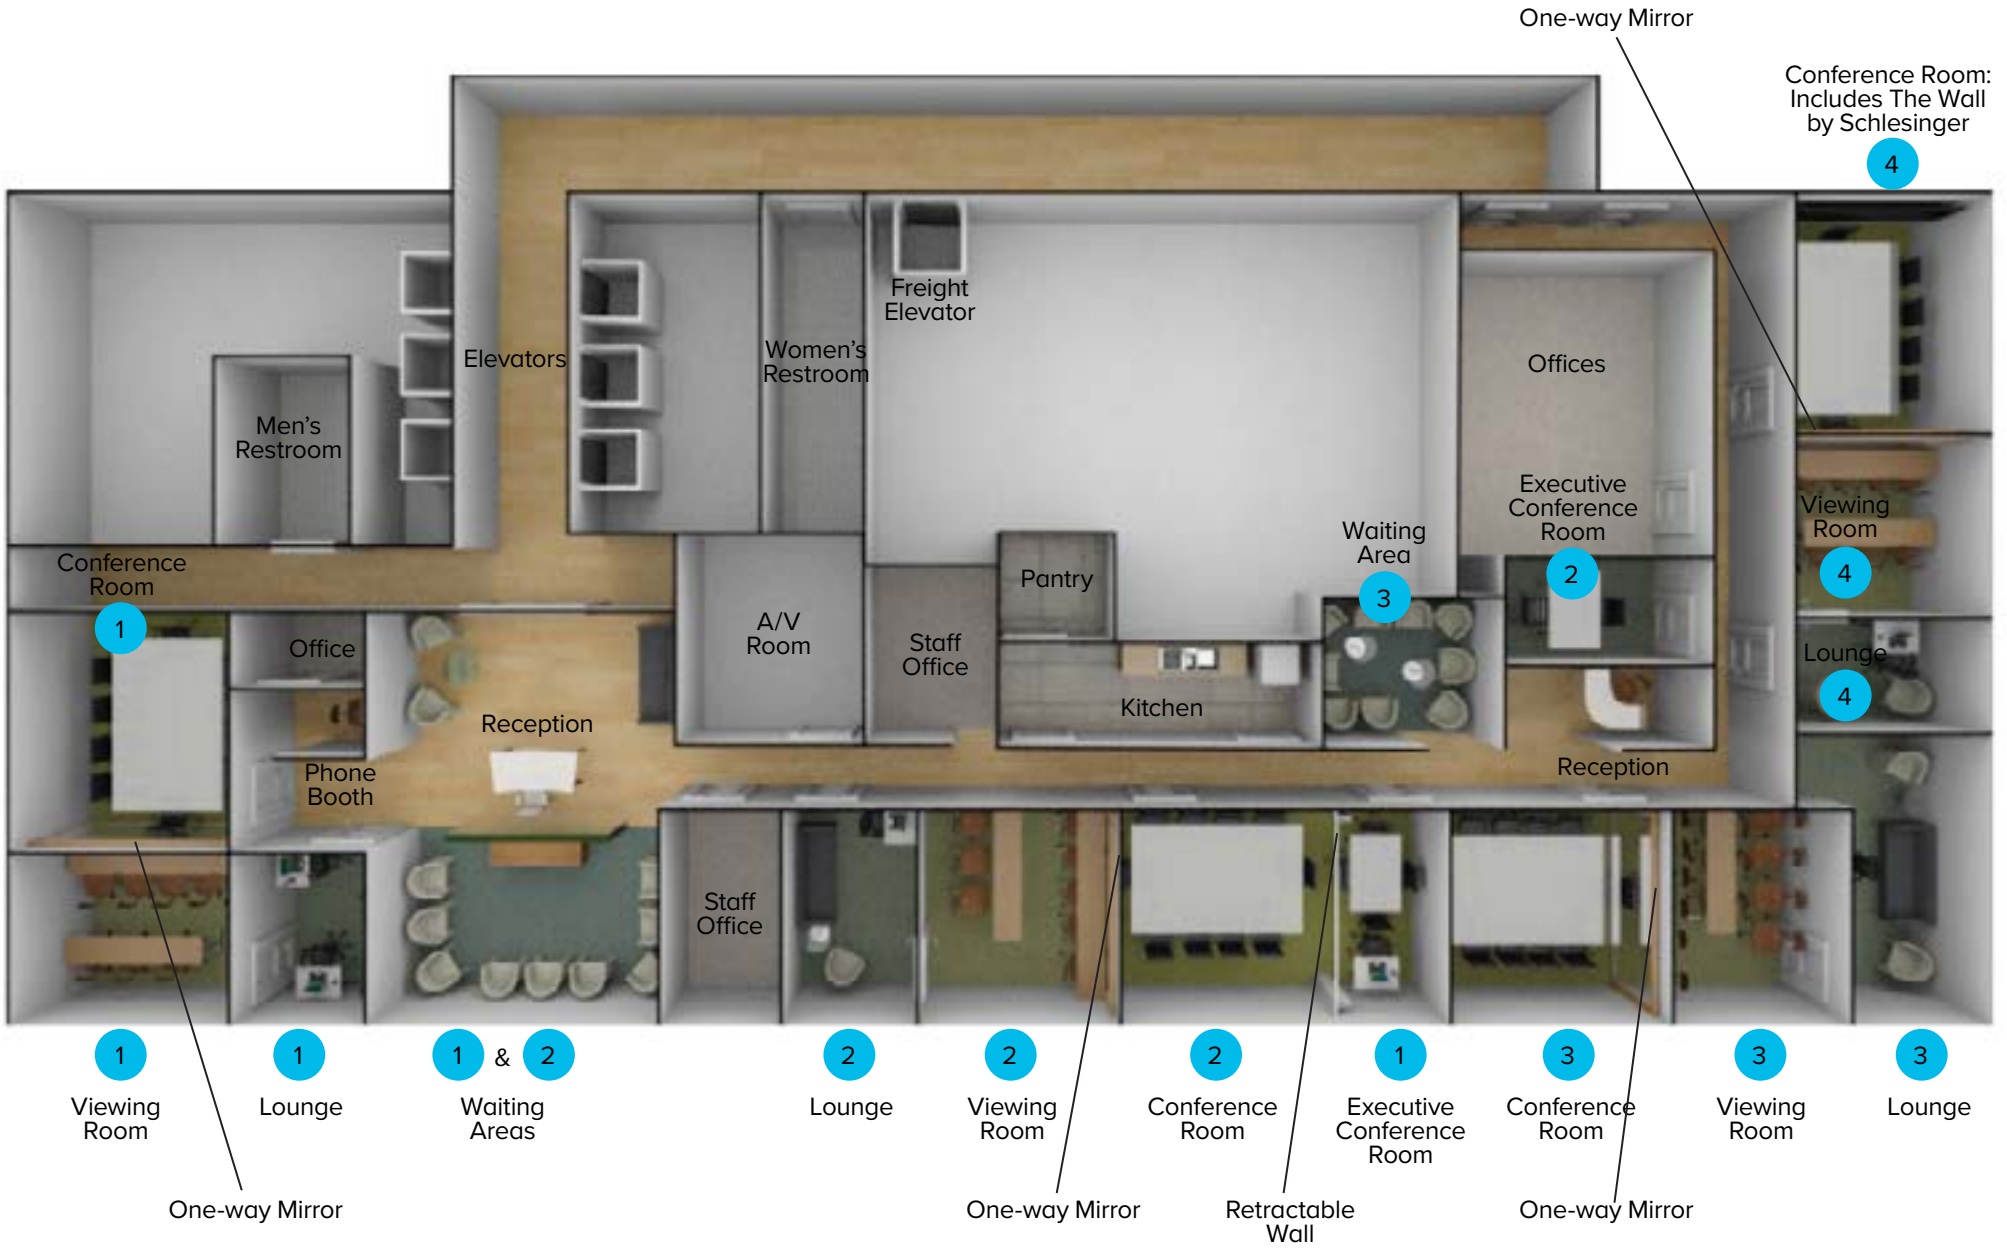 One-way Mirror
Conference Room:
Includes The Wall
by Schlesinger
4
Freight
Elevator
Elevators
Women's
Restroom
Offices
Men's
Restroom
Executive
Conference
Room
2
Viewing
Room
4
Waiting
Area
3
Conference
Room
1
Pantry
A/V
Room
Staff
Office
Office
Lounge
4
Kitchen
Reception
Reception
Phone
Booth
Staff
Office
1
Viewing
Room
1
Lounge
1 & 2
Waiting
Areas
2
Lounge
2
Viewing
Room
2
Conference
Room
1
Executive
Conference
Room
3
Conference
Room
3
Viewing
Room
3
Lounge
One-way Mirror
One-way Mirror
Retractable
Wall
One-way Mirror